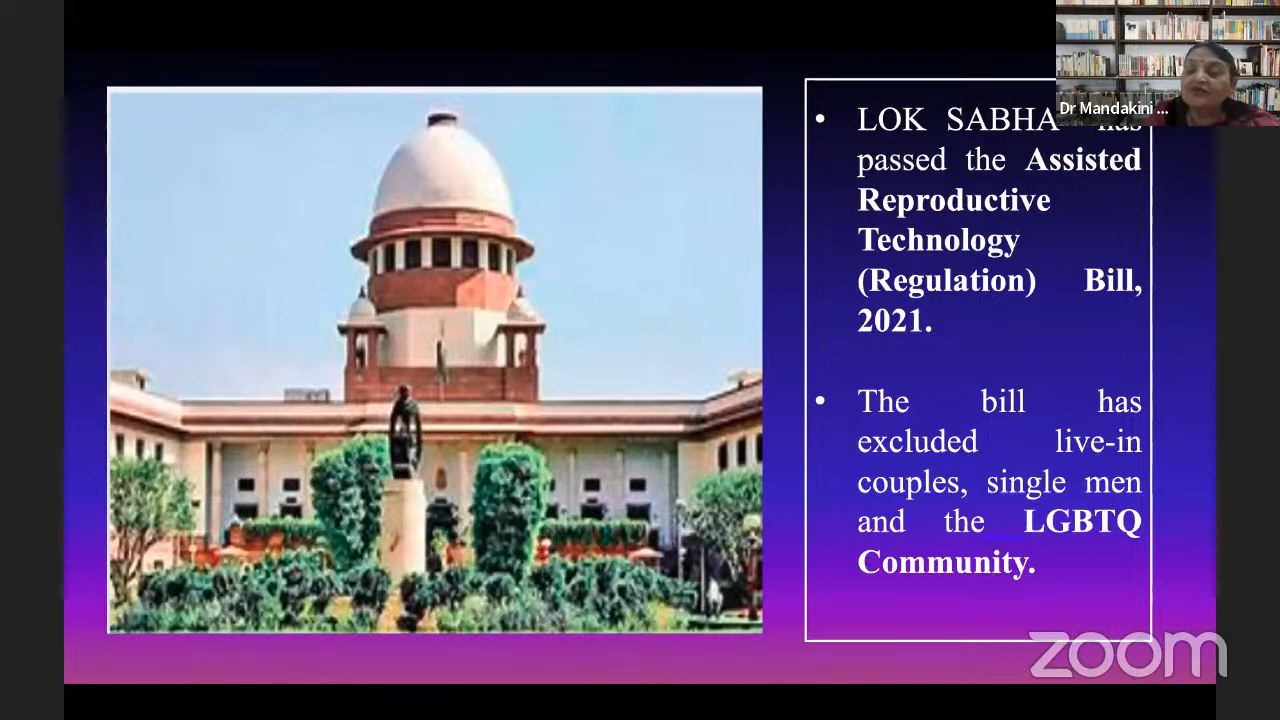 Dr Mandakini ...
• LOK SABHA has
passed the Assisted
Reproductive
Technology
(Regulation) Bill,
2021.
• The bill has
excluded live-in
couples, single men
and the LGBTQ
Community.
zoom